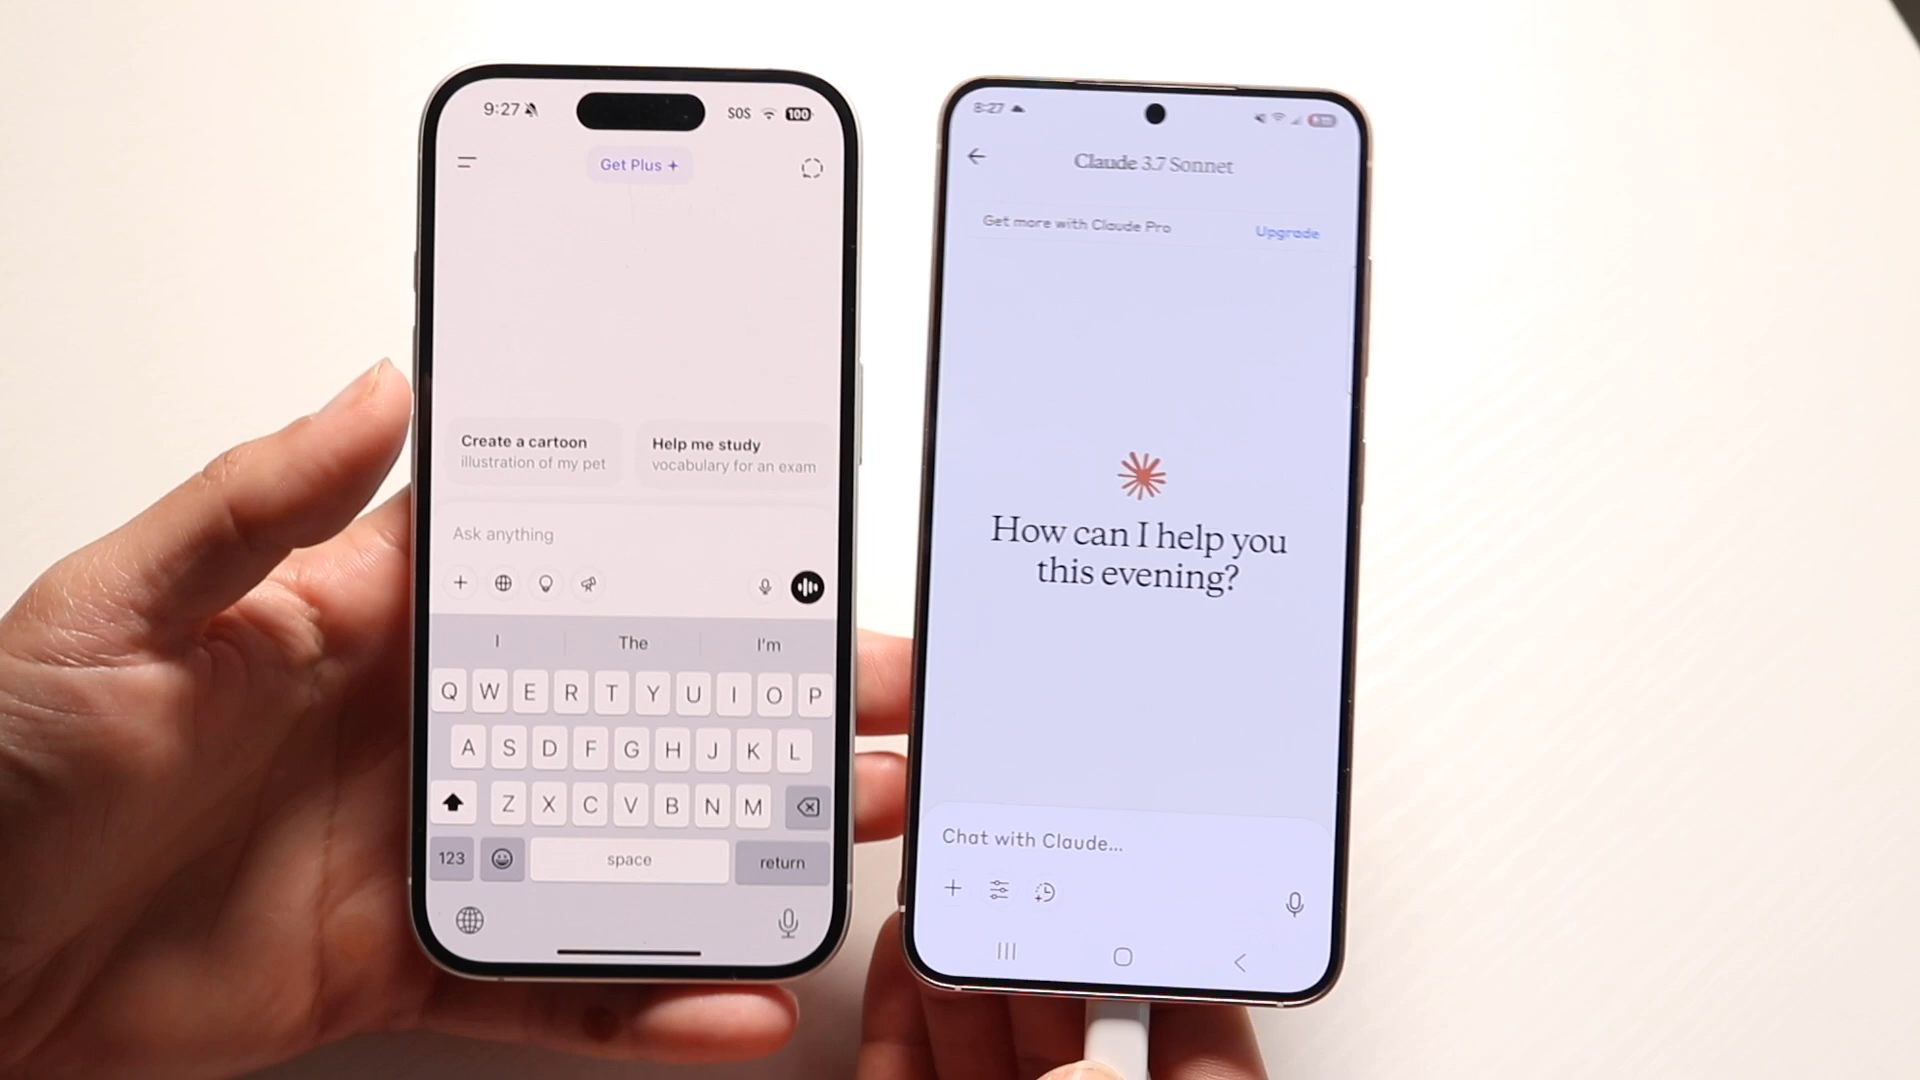 9:27
SOS
100
Get Plus +
Create a cartoon
illustration of my pet
Help me study
vocabulary for an exam
Ask anything
I
The
I'm
Q W E R T Y U I O P
A S D F G H J K L
Z X C V B N M
123
space
return
8:27
Claude 3.7 Sonnet
Get more with Claude Pro
Upgrade
How can I help you
this evening?
Chat with Claude...